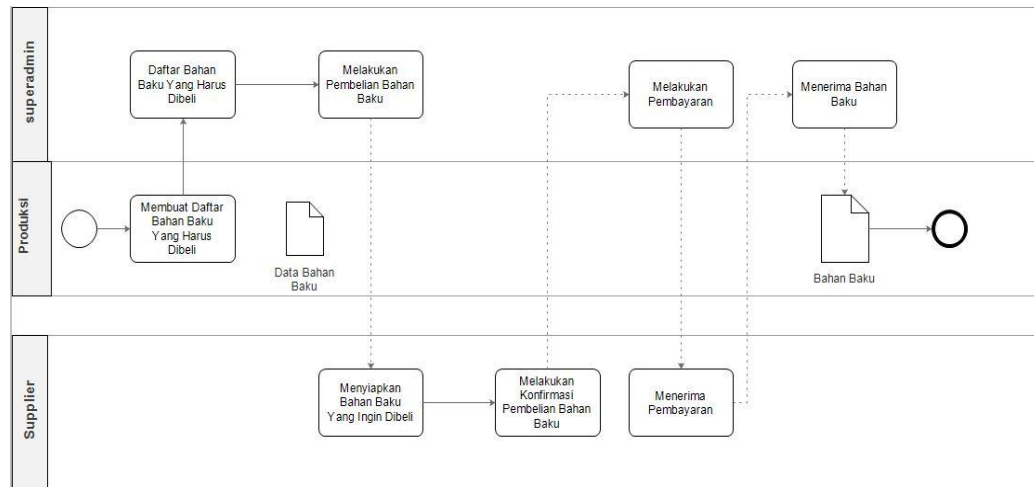 superadmin
Daftar Bahan
Baku Yang Harus
Dibeli
Melakukan
Pembelian Bahan
Baku
Melakukan
Pembayaran
Menerima Bahan
Baku
Produksi
Membuat Daftar
Bahan Baku
Yang Harus
Dibeli
Data Bahan
Baku
Bahan Baku
Supplier
Menyiapkan
Bahan Baku
Yang Ingin Dibeli
Melakukan
Konfirmasi
Pembelian Bahan
Baku
Menerima
Pembayaran